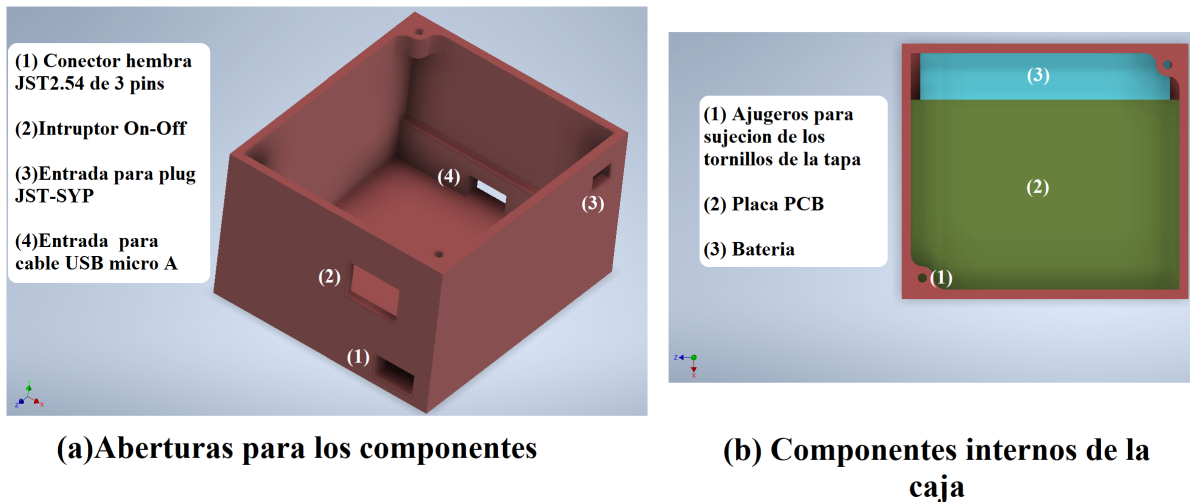 (1) Conector hembra
JST2.54 de 3 pins
(2)Intruptor On-Off
(3)Entrada para plug
JST-SYP
(4)Entrada para
cable USB micro A
(4)
(3)
(2)
(1)
z
x
(a)Aberturas para los componentes
(1) Ajugeros para
sujecion de los
tornillos de la tapa
(2) Placa PCB
(3) Bateria
(3)
(2)
(1)
z
x
(b) Componentes internos de la
caja